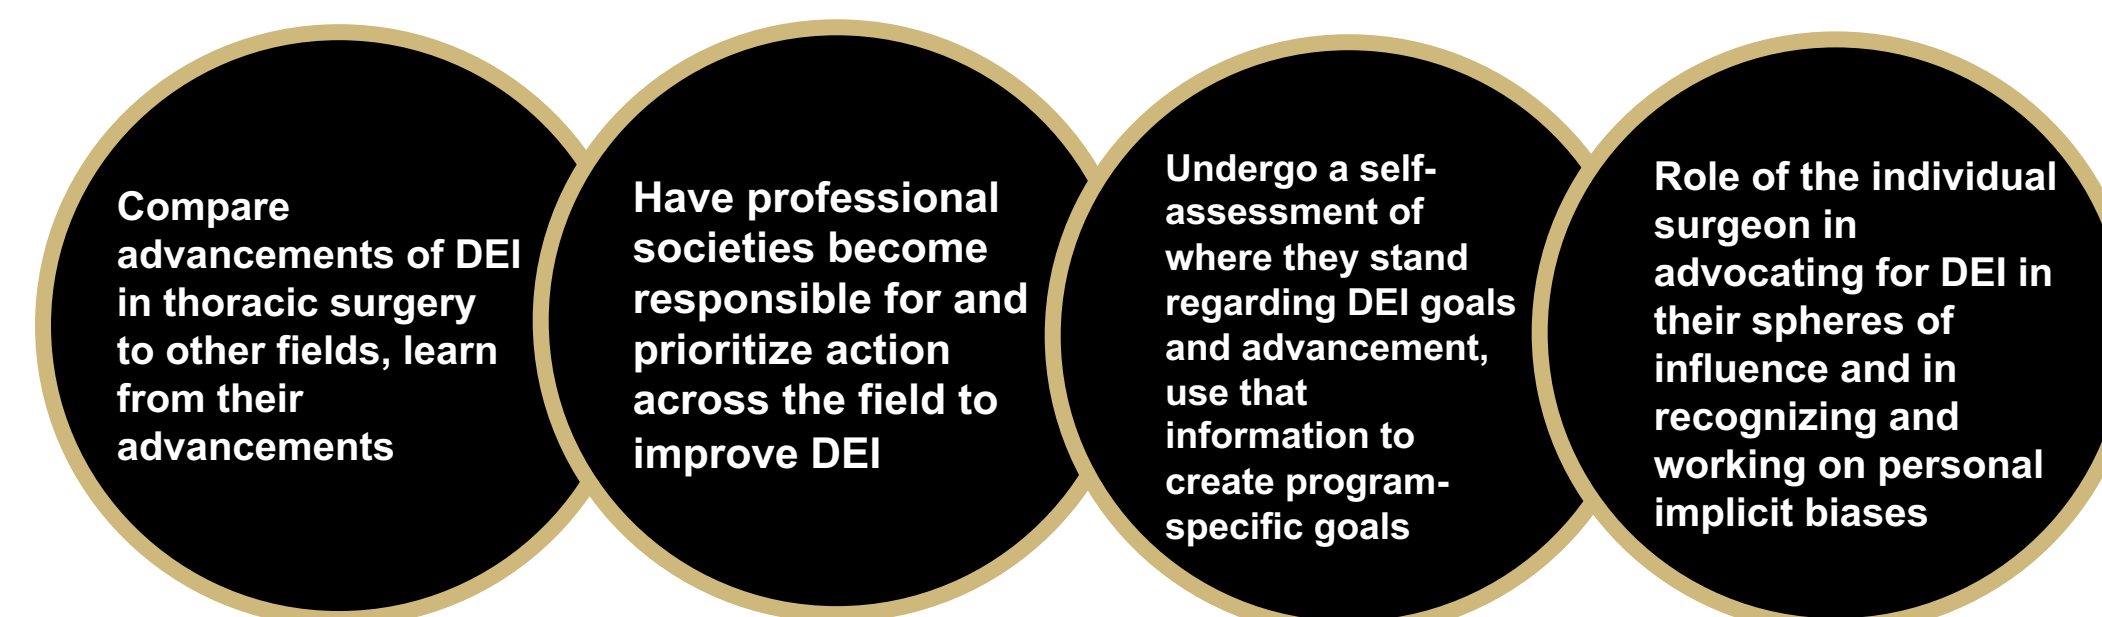 Compare
advancements of DEI
in thoracic surgery
to other fields, learn
from their
advancements
Have professional
societies become
responsible for and
prioritize action
across the field to
improve DEI
Undergo a self-
assessment of
where they stand
regarding DEI goals
and advancement,
use that
information to
create program-
specific goals
Role of the individual
surgeon in
advocating for DEI in
their spheres of
influence and in
recognizing and
working on personal
implicit biases